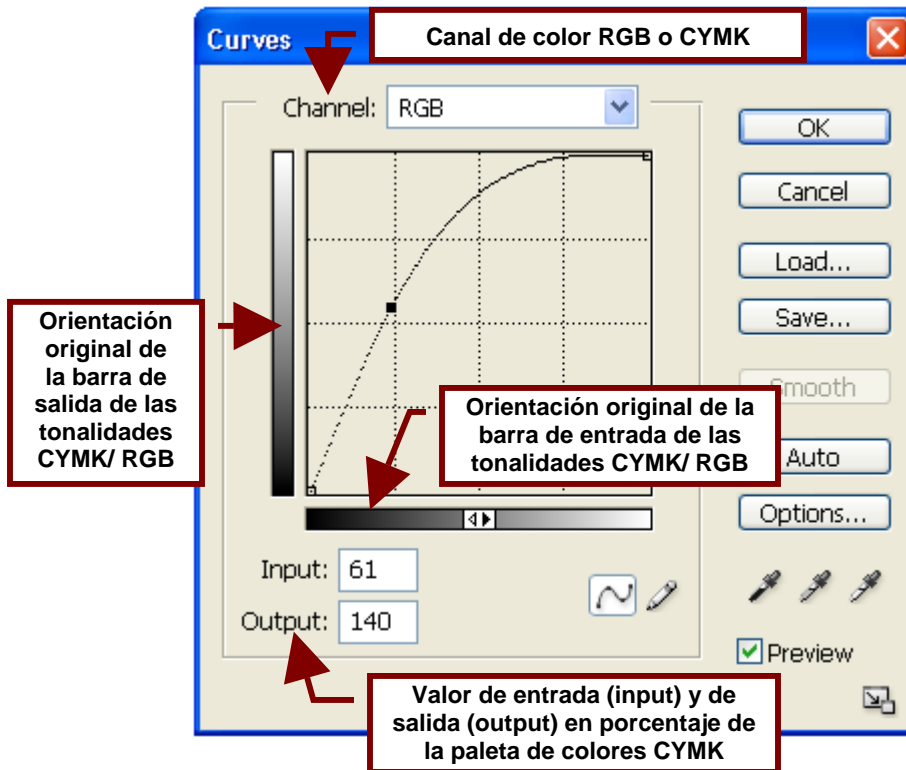 Curves
Canal de color RGB o CYMK
Channel: RGB
OK
Cancel
Load...
Save...
Smooth
Auto
Options...
Orientación
original de
la barra de
salida de las
tonalidades
CYMK/ RGB
Orientación original de la
barra de entrada de las
tonalidades CYMK/ RGB
Input: 61
Output: 140
Preview
Valor de entrada (input) y de
salida (output) en porcentaje de
la paleta de colores CYMK